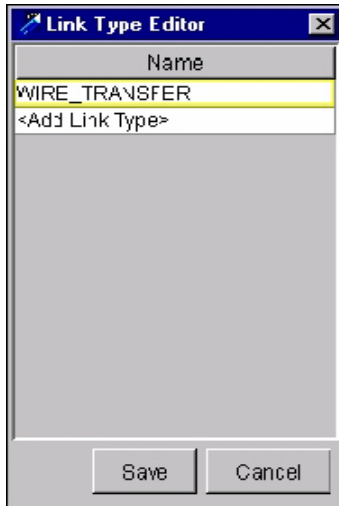 Link Type Editor
Name
WIRE_TRANSFER
<Add Link Type>
Save Cancel